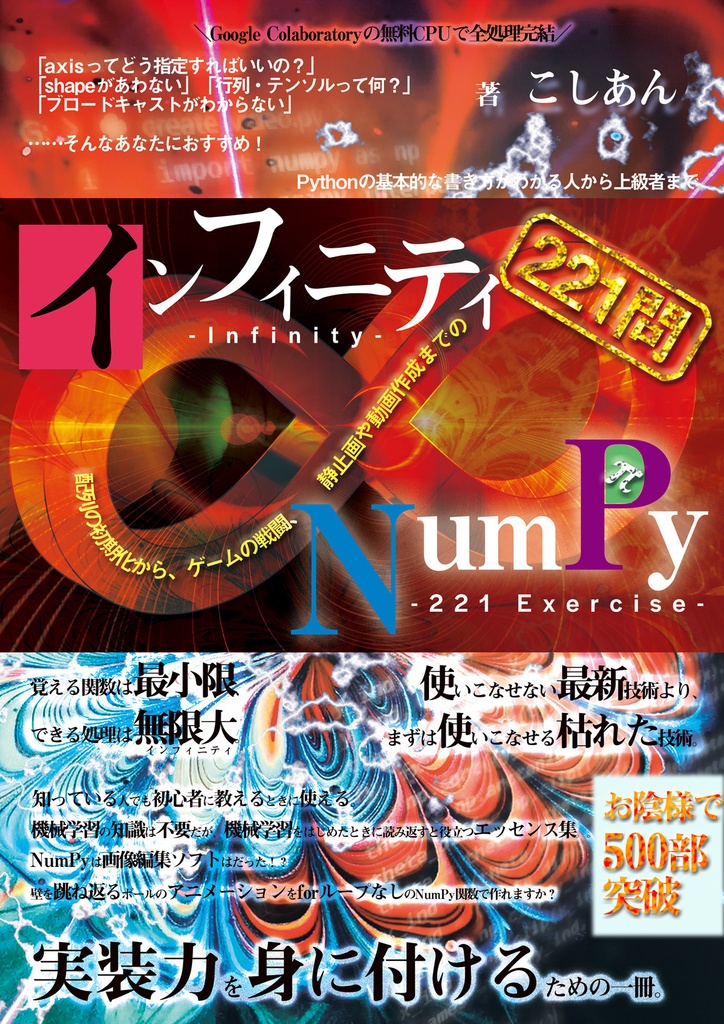 ＼Google Colaboratoryの無料CPUで全処理完結／
「axisってどう指定すればいいの？」
「shapeがあわない」「行列・テンソルって何？」
「ブロードキャストがわからない」
……そんなあなたにおすすめ！
著 こしあん
import numpy as np
Pythonの基本的な書き方がわかる人から上級者まで
インフィニティ
-Infinity-
221問
配列の初期化から、ゲームの戦闘、静止画や動画作成までの
NumPy
π
-221 Exercise-
覚える関数は最小限、
できる処理は無限大
インフィニティ
使いこなせない最新技術より、
まずは使いこなせる枯れた技術。
知っている人でも初心者に教えるときに使える。
機械学習の知識は不要だが、機械学習をはじめたときに読み返すと役立つエッセンス集。
NumPyは画像編集ソフトはだった！？
壁を跳ね返るボールのアニメーションをforループなしのNumPy関数で作れますか？
お陰様で
500部
突破
実装力を身に付けるための一冊。